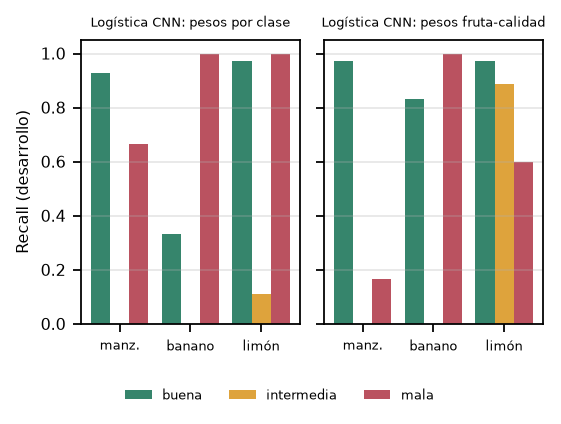 Logística CNN: pesos por clase
Logística CNN: pesos fruta-calidad
Recall (desarrollo)
1.0
0.8
0.6
0.4
0.2
0.0
manz. banano limón
manz. banano limón
buena intermedia mala